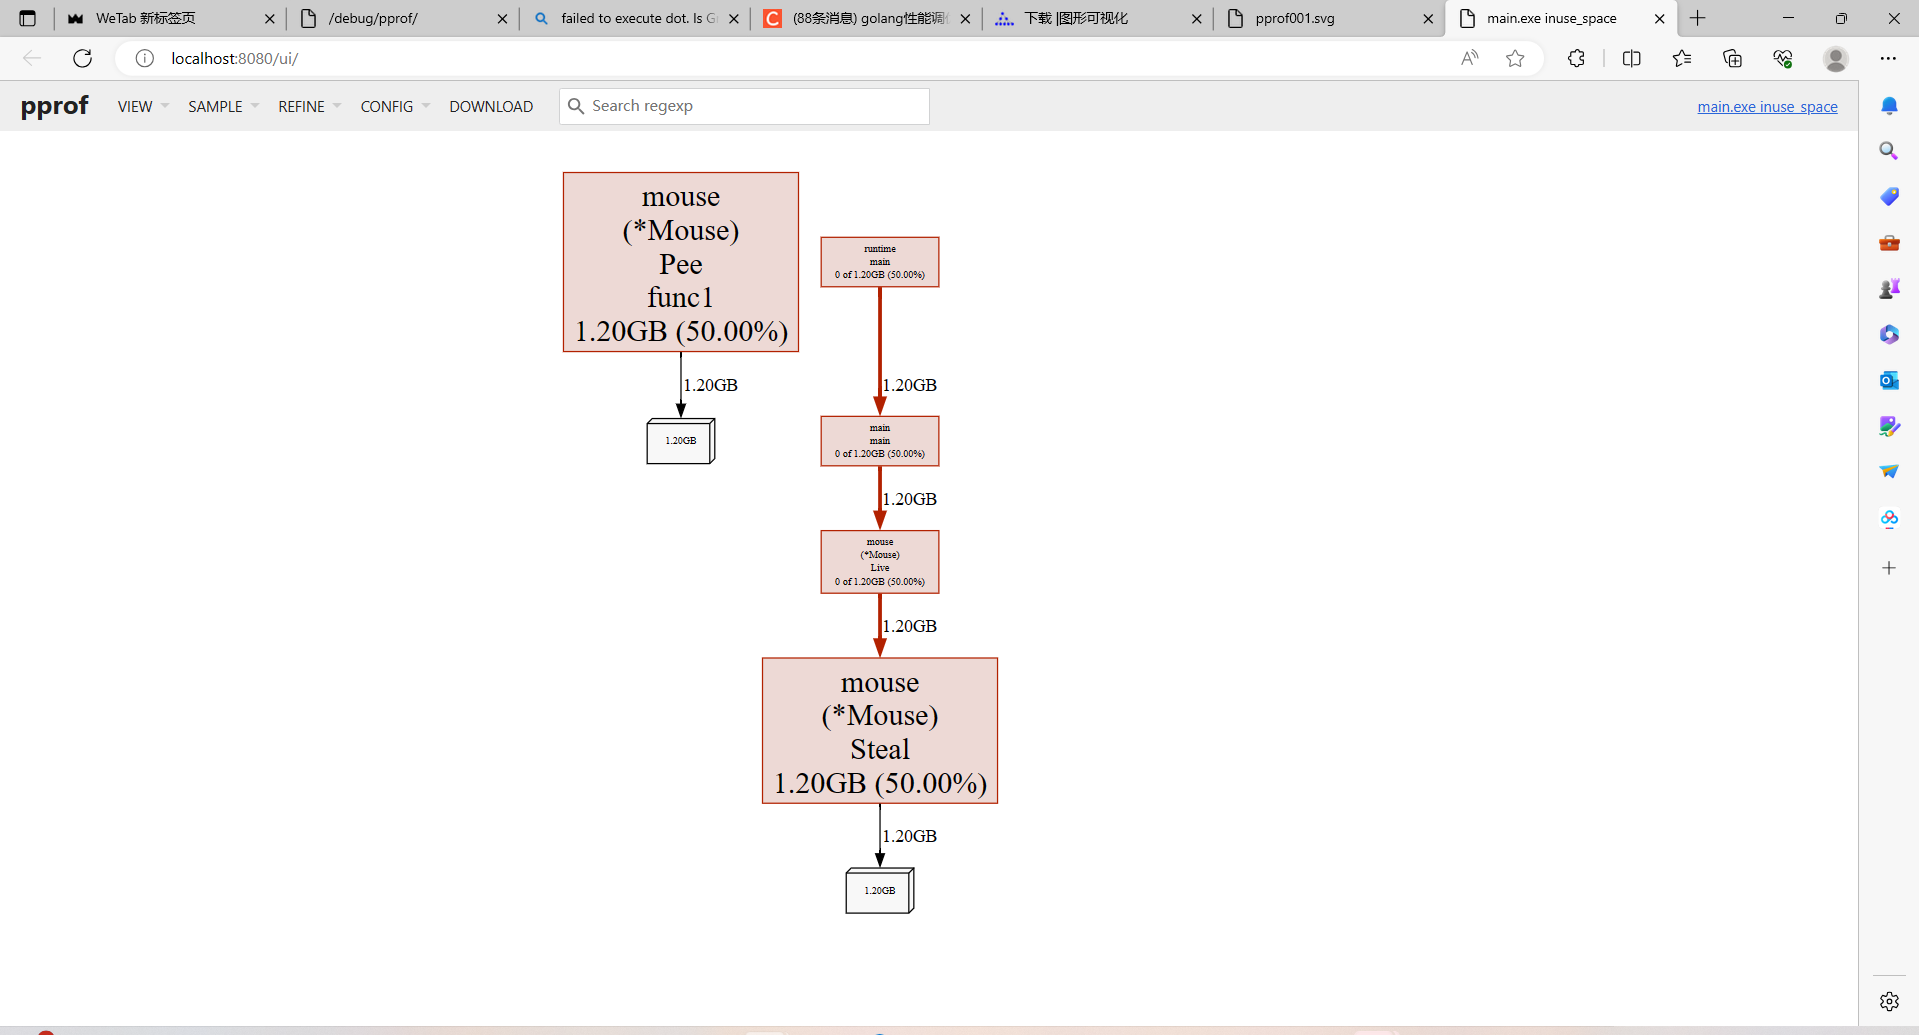 WeTab 新标签页
/debug/pprof/
failed to execute dot. Is G
(88条消息) golang性能调
下载 |图形可视化
pprof001.svg
main.exe inuse_space
localhost:8080/ui/
pprof
VIEW
SAMPLE
REFINE
CONFIG
DOWNLOAD
Search regexp
main.exe inuse_space
mouse
(*Mouse)
Pee
func1
1.20GB (50.00%)
1.20GB
1.20GB
runtime
main
0 of 1.20GB (50.00%)
1.20GB
main
main
0 of 1.20GB (50.00%)
1.20GB
mouse
(*Mouse)
Live
0 of 1.20GB (50.00%)
1.20GB
mouse
(*Mouse)
Steal
1.20GB (50.00%)
1.20GB
1.20GB